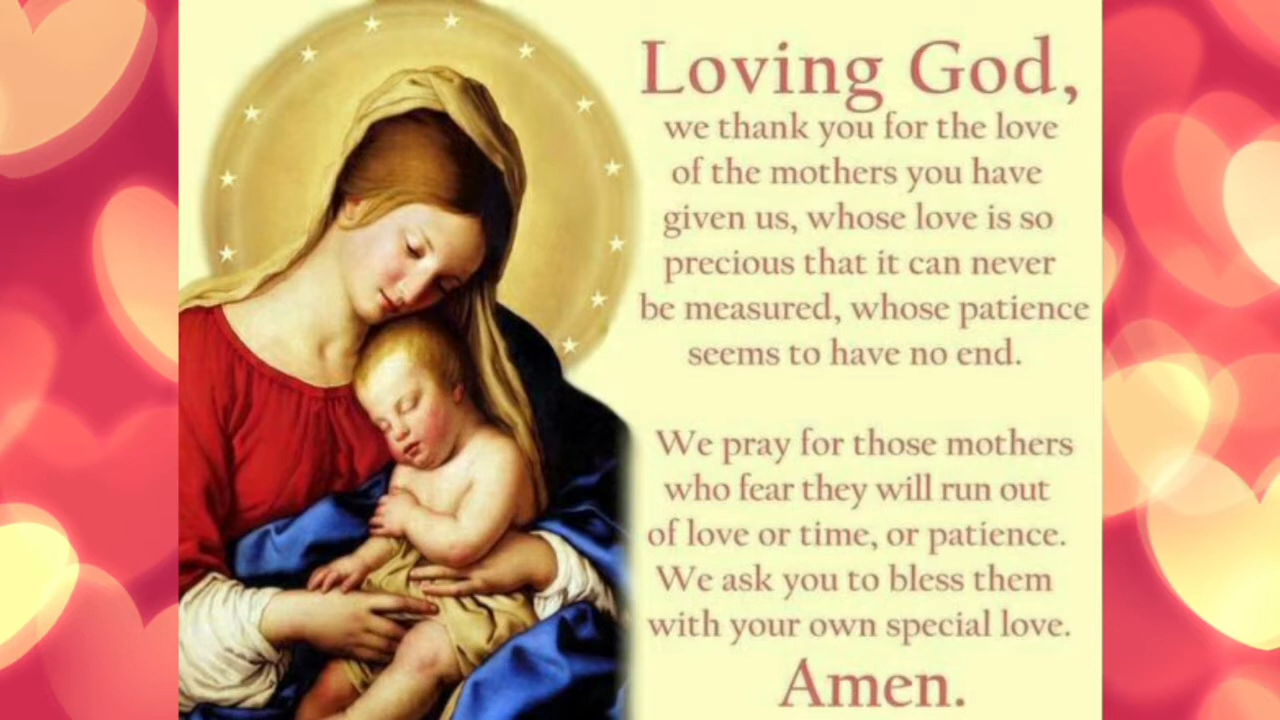 Loving God,
we thank you for the love
of the mothers you have
given us, whose love is so
precious that it can never
be measured, whose patience
seems to have no end.
We pray for those mothers
who fear they will run out
of love or time, or patience.
We ask you to bless them
with your own special love.
Amen.